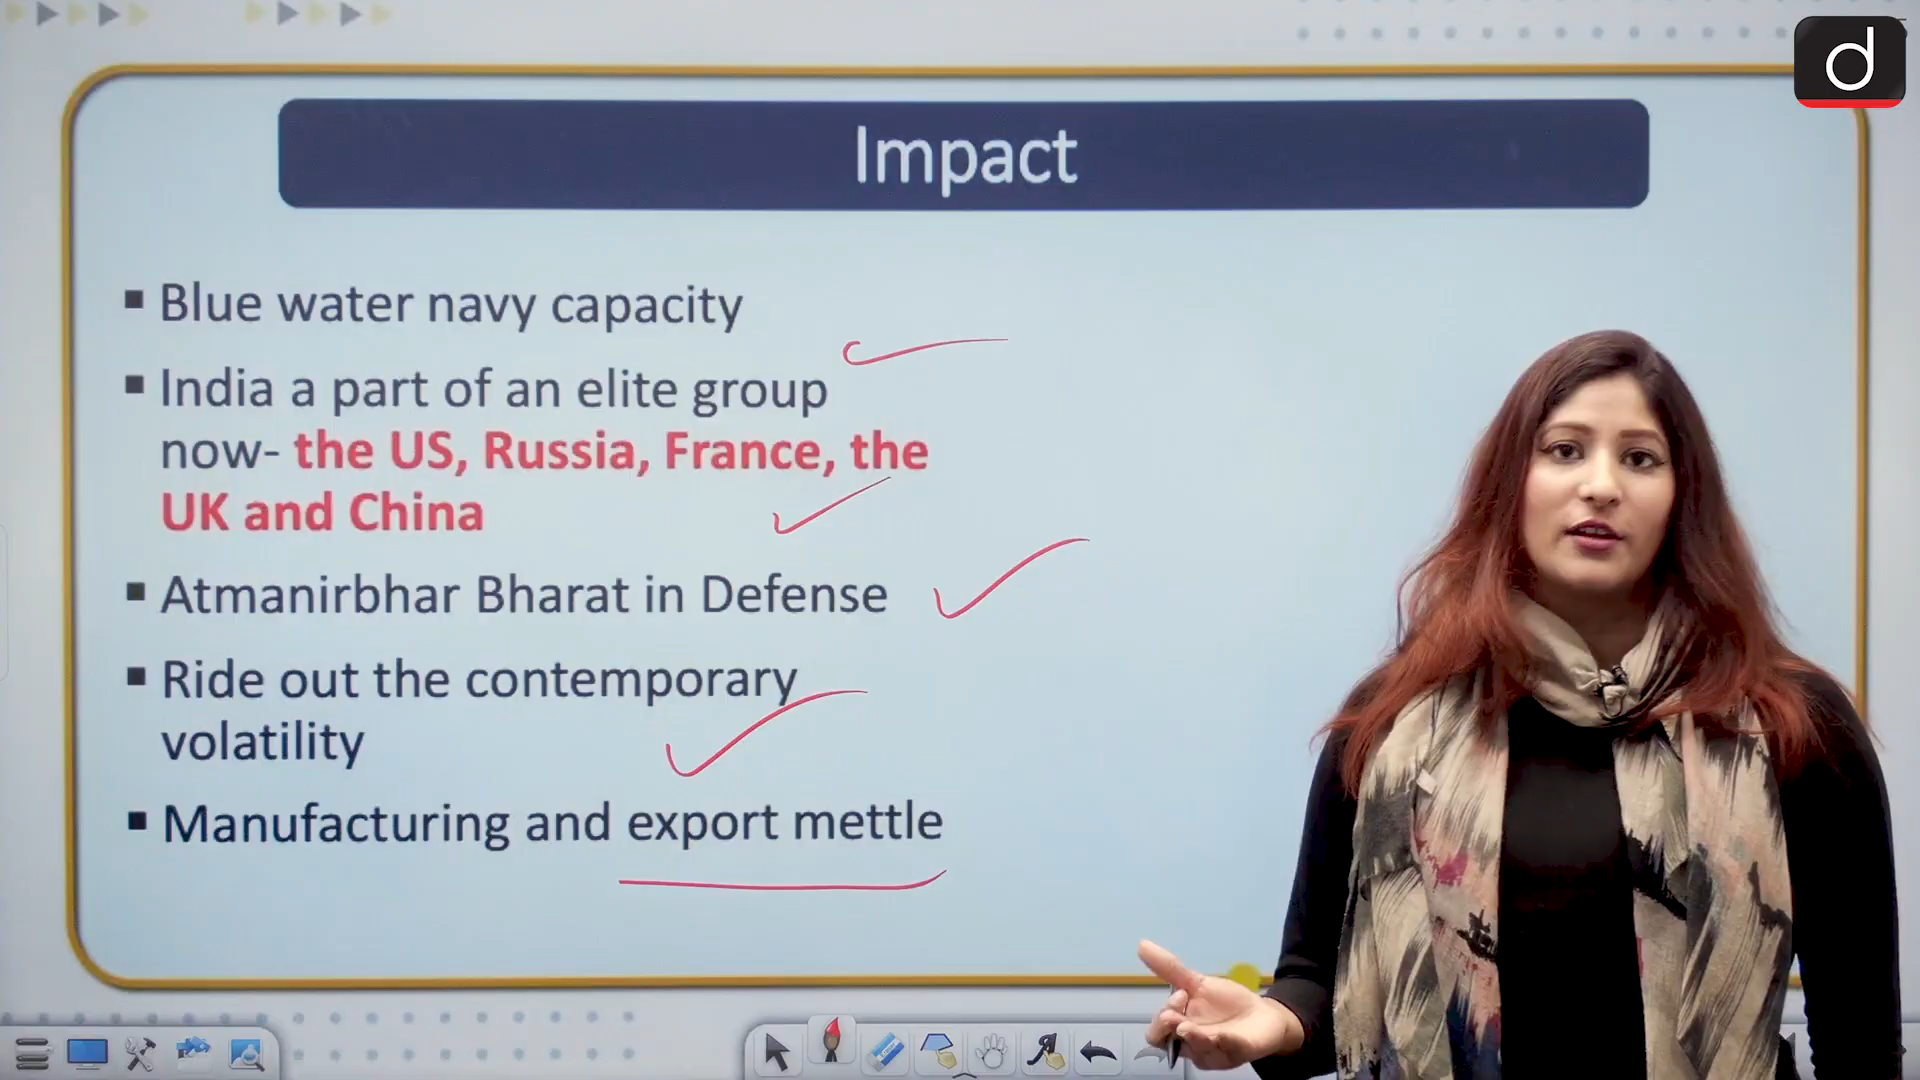 d
Impact
▪ Blue water navy capacity
▪ India a part of an elite group
now- the US, Russia, France, the
UK and China
▪ Atmanirbhar Bharat in Defense
▪ Ride out the contemporary
volatility
▪ Manufacturing and export mettle